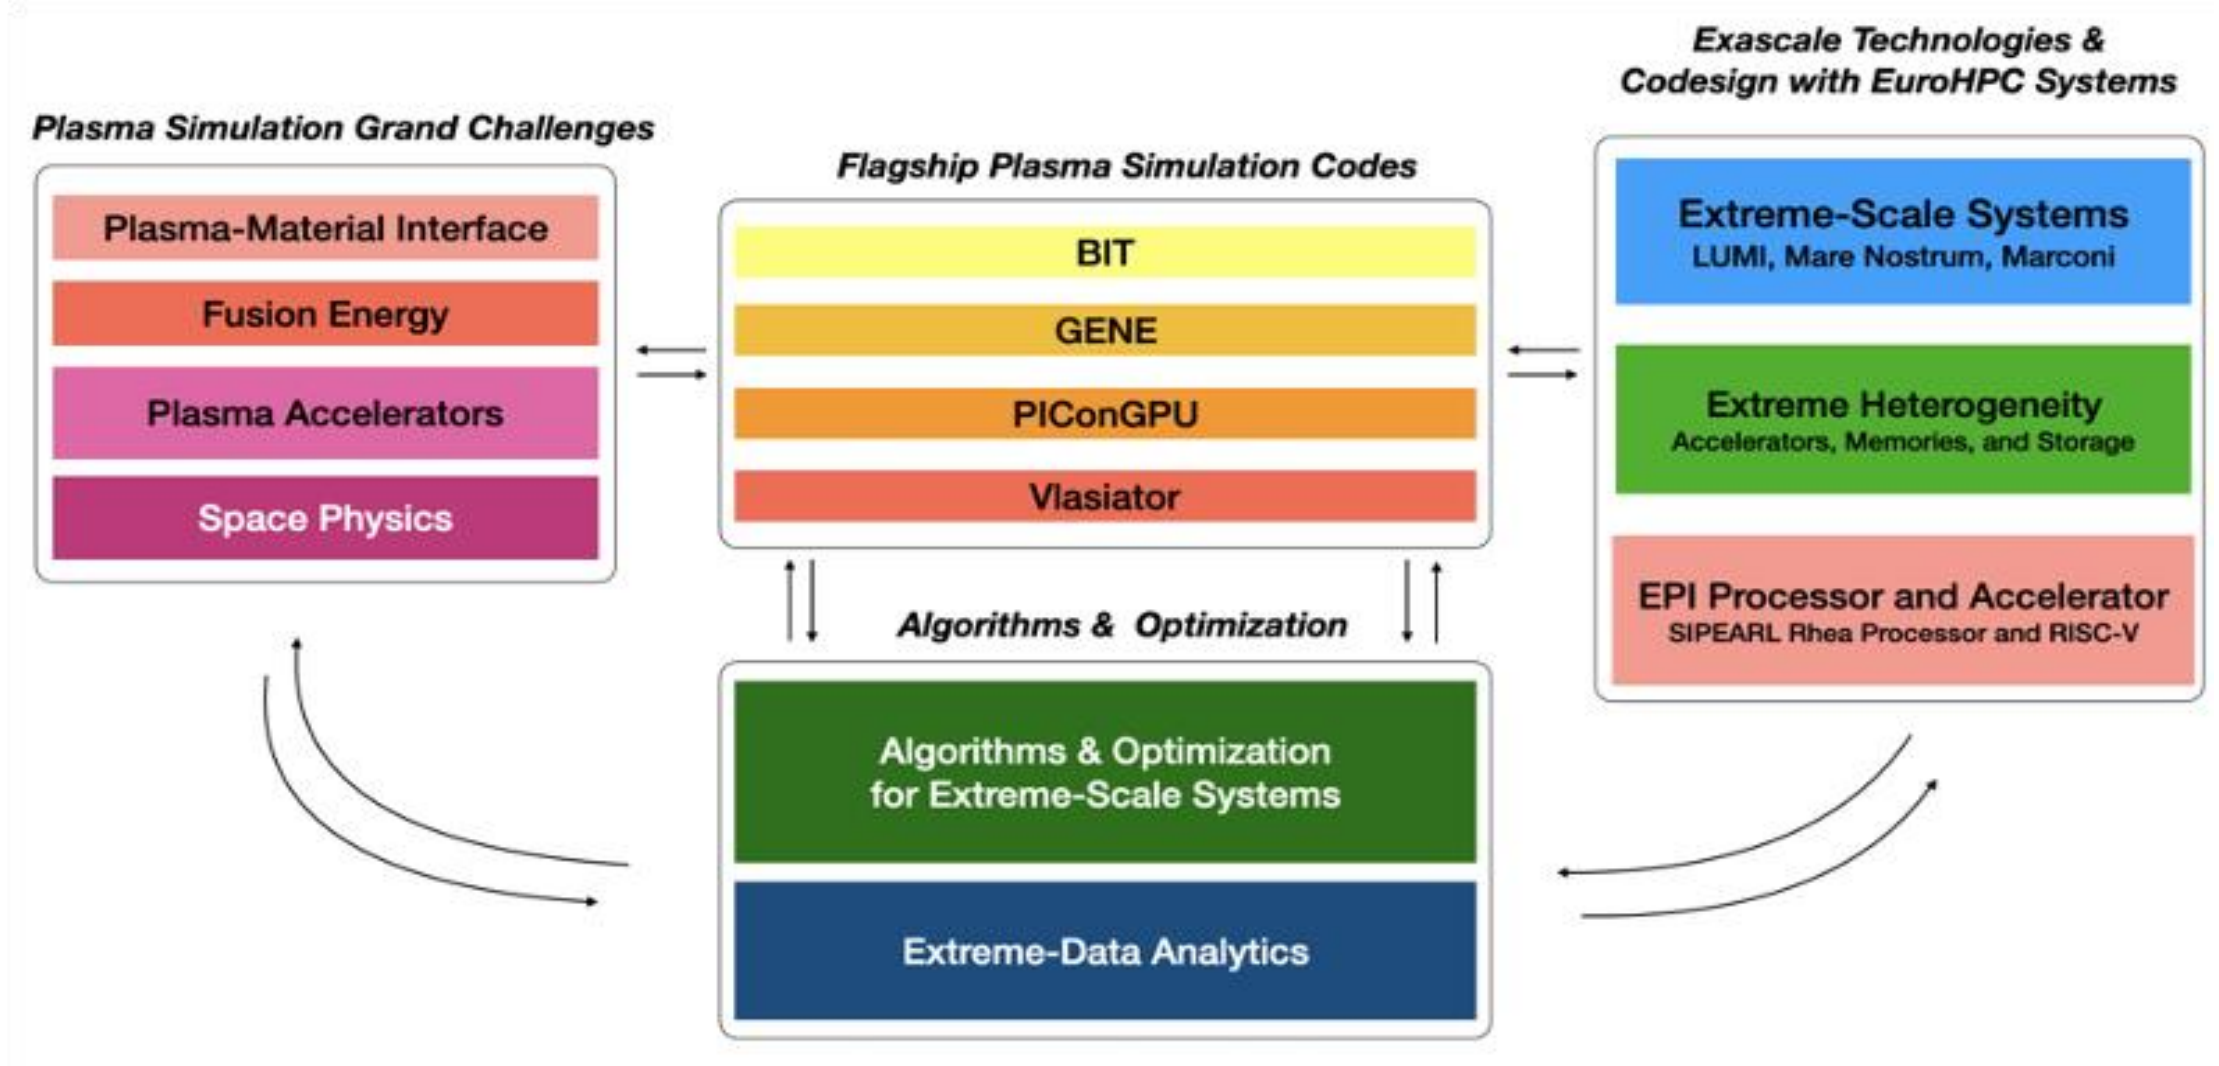 Plasma Simulation Grand Challenges
Plasma-Material Interface
Fusion Energy
Plasma Accelerators
Space Physics
Flagship Plasma Simulation Codes
BIT
GENE
PIConGPU
Vlasiator
Algorithms & Optimization
Algorithms & Optimization
for Extreme-Scale Systems
Extreme-Data Analytics
Exascale Technologies &
Codesign with EuroHPC Systems
Extreme-Scale Systems
LUMI, Mare Nostrum, Marconi
Extreme Heterogeneity
Accelerators, Memories, and Storage
EPI Processor and Accelerator
SIPEARL Rhea Processor and RISC-V